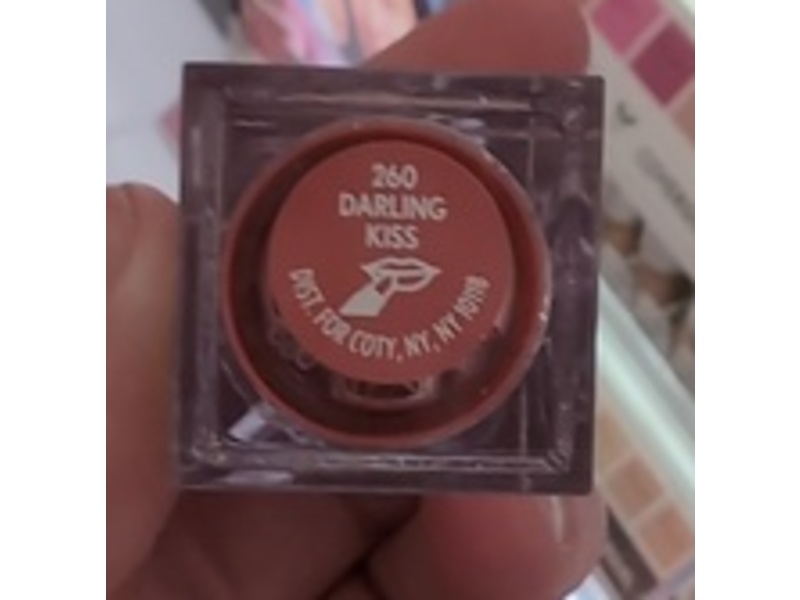 260
DARLING
KISS
DIST. FOR COTY, NY, NY 10118